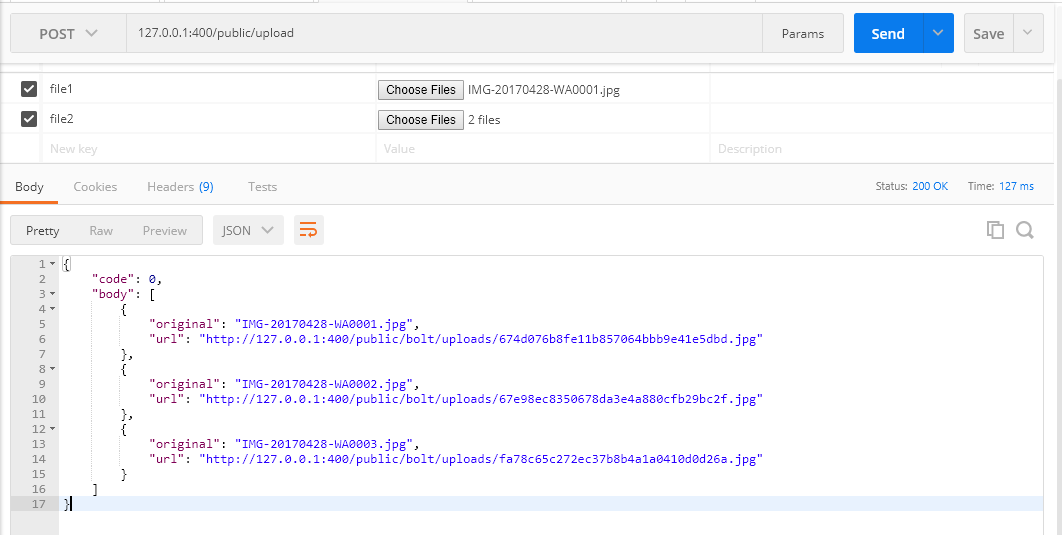 POST 127.0.0.1:400/public/upload Params Send Save
file1 Choose Files IMG-20170428-WA0001.jpg
file2 Choose Files 2 files
New key Value Description
Body Cookies Headers (9) Tests Status: 200 OK Time: 127 ms
Pretty Raw Preview JSON
1 {
2 "code": 0,
3 "body": [
4 {
5 "original": "IMG-20170428-WA0001.jpg",
6 "url": "http://127.0.0.1:400/public/bolt/uploads/674d076b8fe11b857064bbb9e41e5dbd.jpg"
7 },
8 {
9 "original": "IMG-20170428-WA0002.jpg",
10 "url": "http://127.0.0.1:400/public/bolt/uploads/67e98ec8350678da3e4a880cfb29bc2f.jpg"
11 },
12 {
13 "original": "IMG-20170428-WA0003.jpg",
14 "url": "http://127.0.0.1:400/public/bolt/uploads/fa78c65c272ec37b8b4a1a0410d0d26a.jpg"
15 }
16 ]
17 }